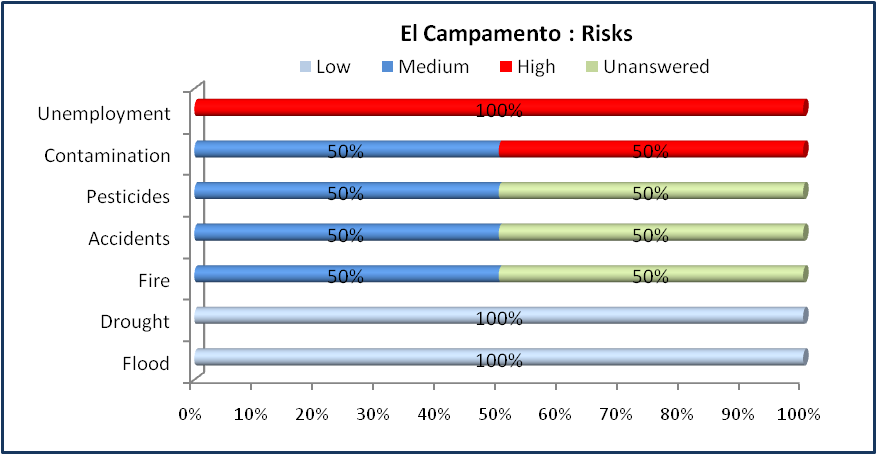 El Campamento : Risks
Low Medium High Unanswered
Unemployment 100%
Contamination 50% 50%
Pesticides 50% 50%
Accidents 50% 50%
Fire 50% 50%
Drought 100%
Flood 100%
0% 10% 20% 30% 40% 50% 60% 70% 80% 90% 100%